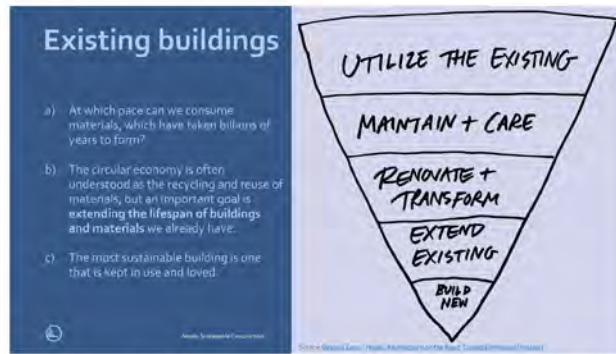 Existing buildings
a) At which pace can we consume
materials, which have taken billions of
years to form?
b) The circular economy is often
understood as the recycling and reuse of
materials, but an important goal is
extending the lifespan of buildings
and materials we already have.
c) The most sustainable building is one
that is kept in use and loved.
UTILIZE THE EXISTING
MAINTAIN + CARE
RENOVATE +
TRANSFORM
EXTEND
EXISTING
BUILD
NEW